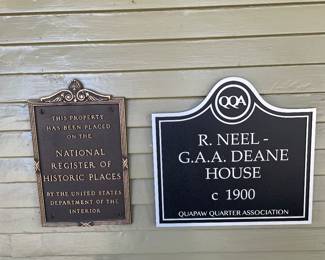 THIS PROPERTY
HAS BEEN PLACED
ON THE
NATIONAL
REGISTER OF
HISTORIC PLACES
BY THE UNITED STATES
DEPARTMENT OF THE
INTERIOR
QQA
R. NEEL -
G.A.A. DEANE
HOUSE
c 1900
QUAPAW QUARTER ASSOCIATION